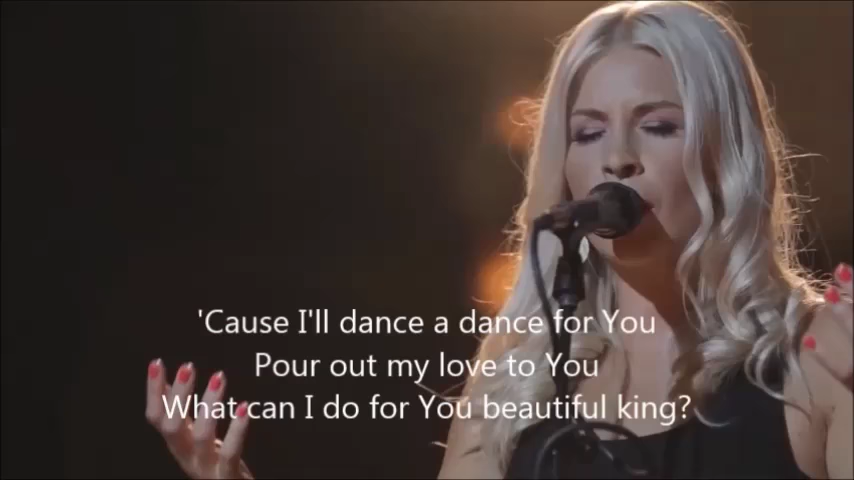 'Cause I'll dance a dance for You
Pour out my love to You
What can I do for You beautiful king?